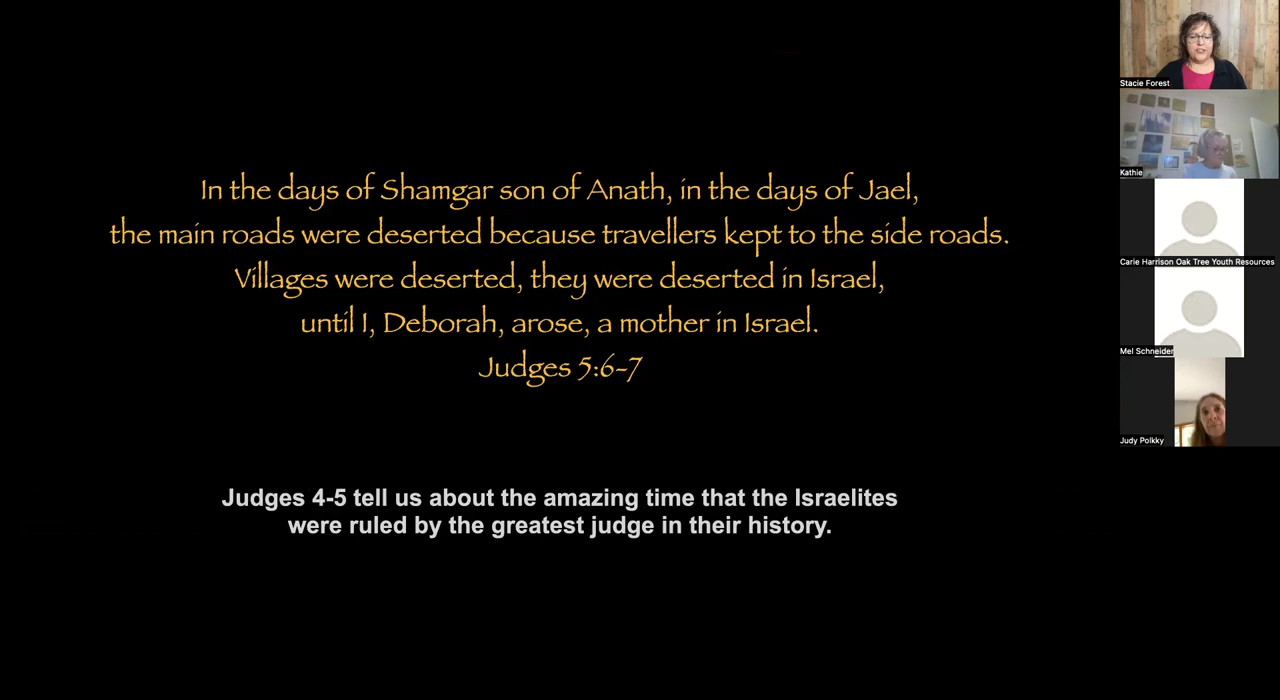 In the days of Shamgar son of Anath, in the days of Jael,
the main roads were deserted because travellers kept to the side roads.
Villages were deserted, they were deserted in Israel,
until I, Deborah, arose, a mother in Israel.
Judges 5:6-7
Judges 4-5 tell us about the amazing time that the Israelites
were ruled by the greatest judge in their history.
Stacie Forest
Kathie
Carie Harrison Oak Tree Youth Resources
Mel Schneider
Judy Polkky